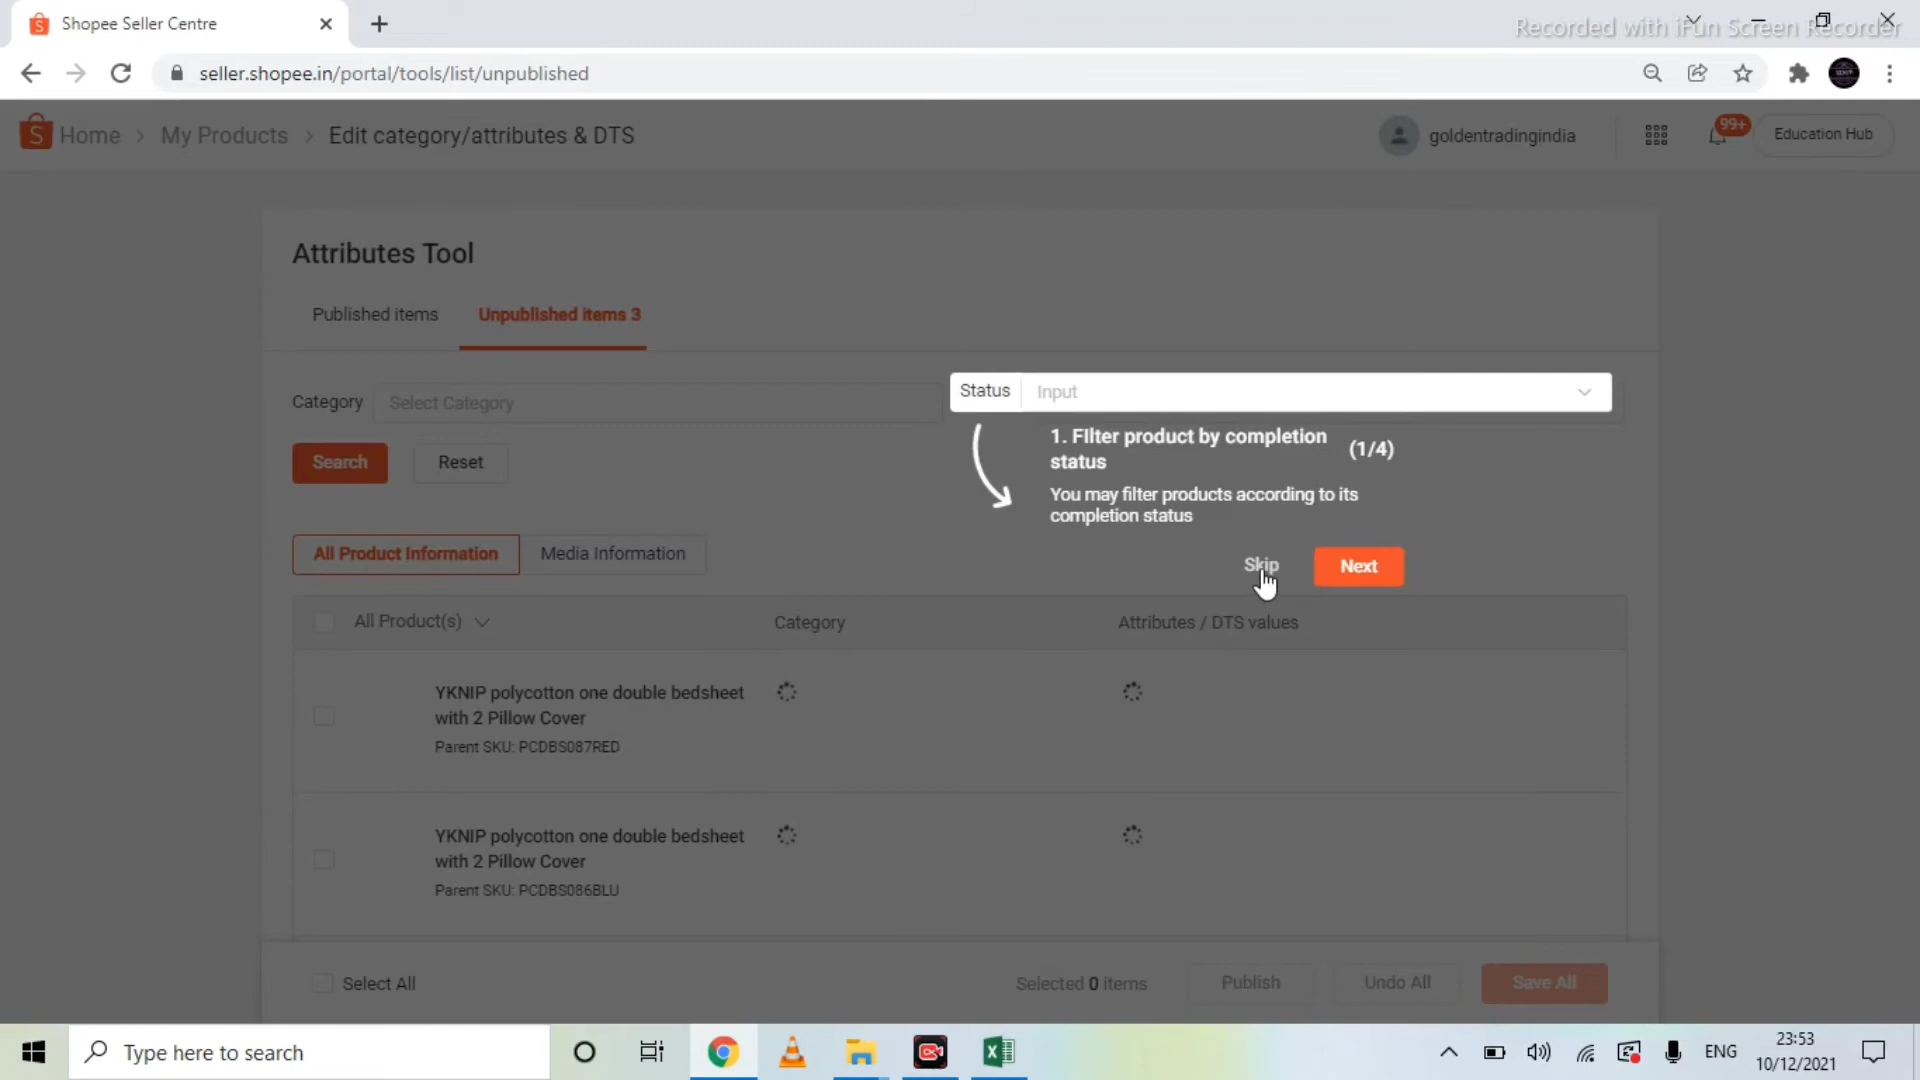 Shopee Seller Centre
Recorded with iFun Screen Recorder
seller.shopee.in/portal/tools/list/unpublished
Home > My Products > Edit category/attributes & DTS
goldentradingindia
99+
Education Hub
Attributes Tool
Published items
Unpublished items 3
Category
Select Category
Status
Input
Search
Reset
1. FIlter product by completion
status
(1/4)
You may filter products according to its
completion status
Skip
Next
All Product Information
Media Information
All Product(s)
Category
Attributes / DTS values
YKNIP polycotton one double bedsheet
with 2 Pillow Cover
Parent SKU: PCDBS087RED
YKNIP polycotton one double bedsheet
with 2 Pillow Cover
Parent SKU: PCDBS086BLU
Select All
Selected 0 items
Publish
Undo All
Save All
Type here to search
ENG
23:53
10/12/2021